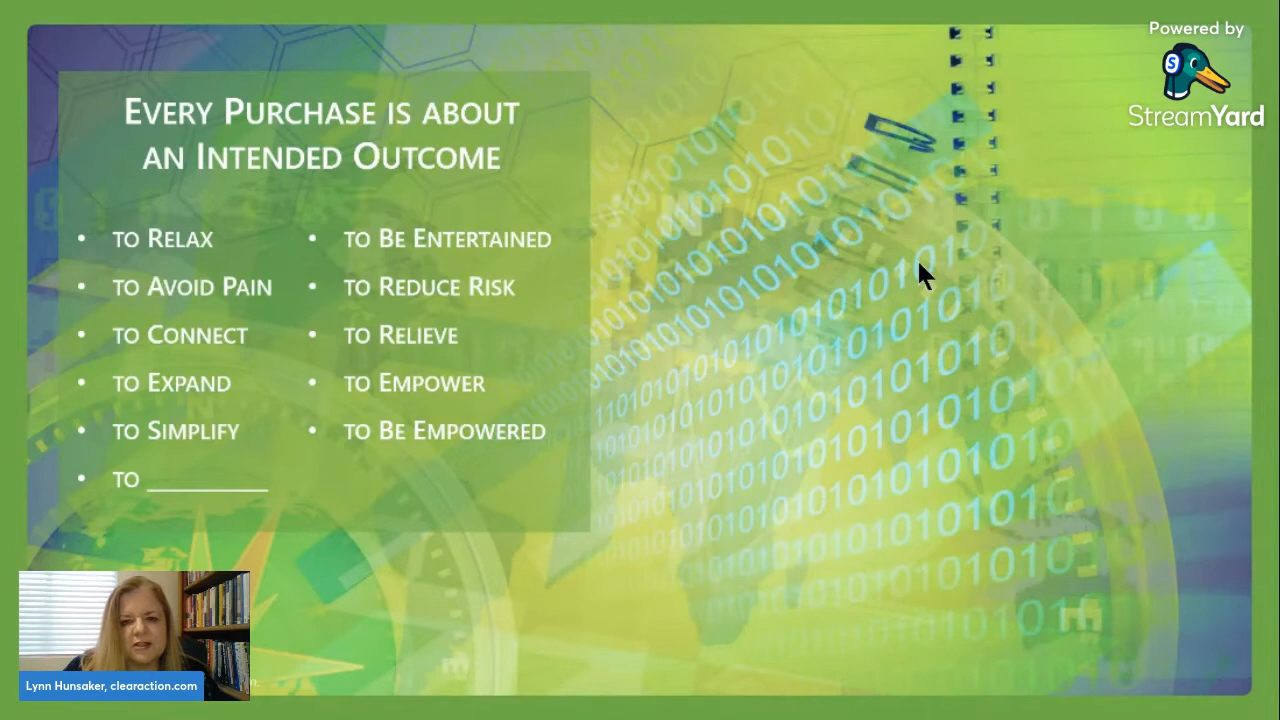 Powered by
StreamYard
EVERY PURCHASE IS ABOUT
AN INTENDED OUTCOME
• TO RELAX
• TO AVOID PAIN
• TO CONNECT
• TO EXPAND
• TO SIMPLIFY
• TO __________
• TO BE ENTERTAINED
• TO REDUCE RISK
• TO RELIEVE
• TO EMPOWER
• TO BE EMPOWERED
Lynn Hunsaker, clearaction.com